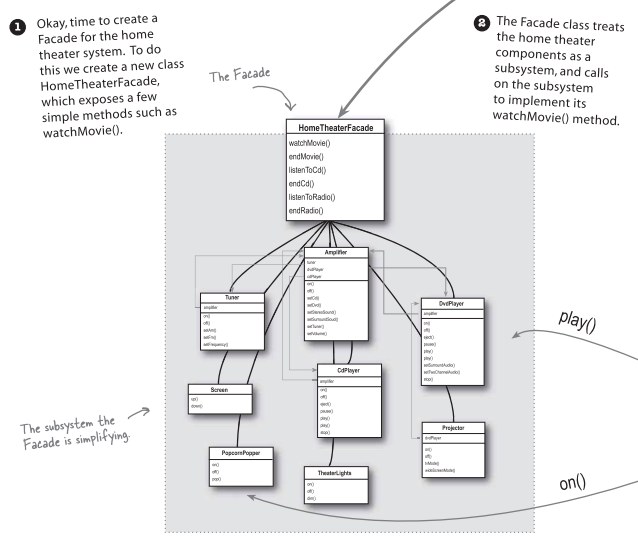 1 Okay, time to create a
Facade for the home
theater system. To do
this we create a new class
HomeTheaterFacade,
which exposes a few
simple methods such as
watchMovie().
2 The Facade class treats
the home theater
components as a
subsystem, and calls
on the subsystem
to implement its
watchMovie() method.
The Facade
HomeTheaterFacade
watchMovie()
endMovie()
listenToCd()
endCd()
listenToRadio()
endRadio()
Amplifier
tuner
dvdPlayer
cdPlayer
on()
off()
setCd()
setDvd()
setStereoSound()
setSurroundSoud()
setTuner()
setVolume()
Tuner
amplifier
on()
off()
setAm()
setFm()
setFrequency()
DvdPlayer
amplifier
on()
off()
eject()
pause()
play()
play()
setSurroundAudio()
setTwoChannelAudio()
stop()
play()
CdPlayer
amplifier
on()
off()
eject()
pause()
play()
play()
stop()
Screen
up()
down()
The subsystem the
Facade is simplifying.
Projector
dvdPlayer
on()
off()
tvMode()
wideScreenMode()
PopcornPopper
on()
off()
pop()
TheaterLights
on()
off()
dim()
on()